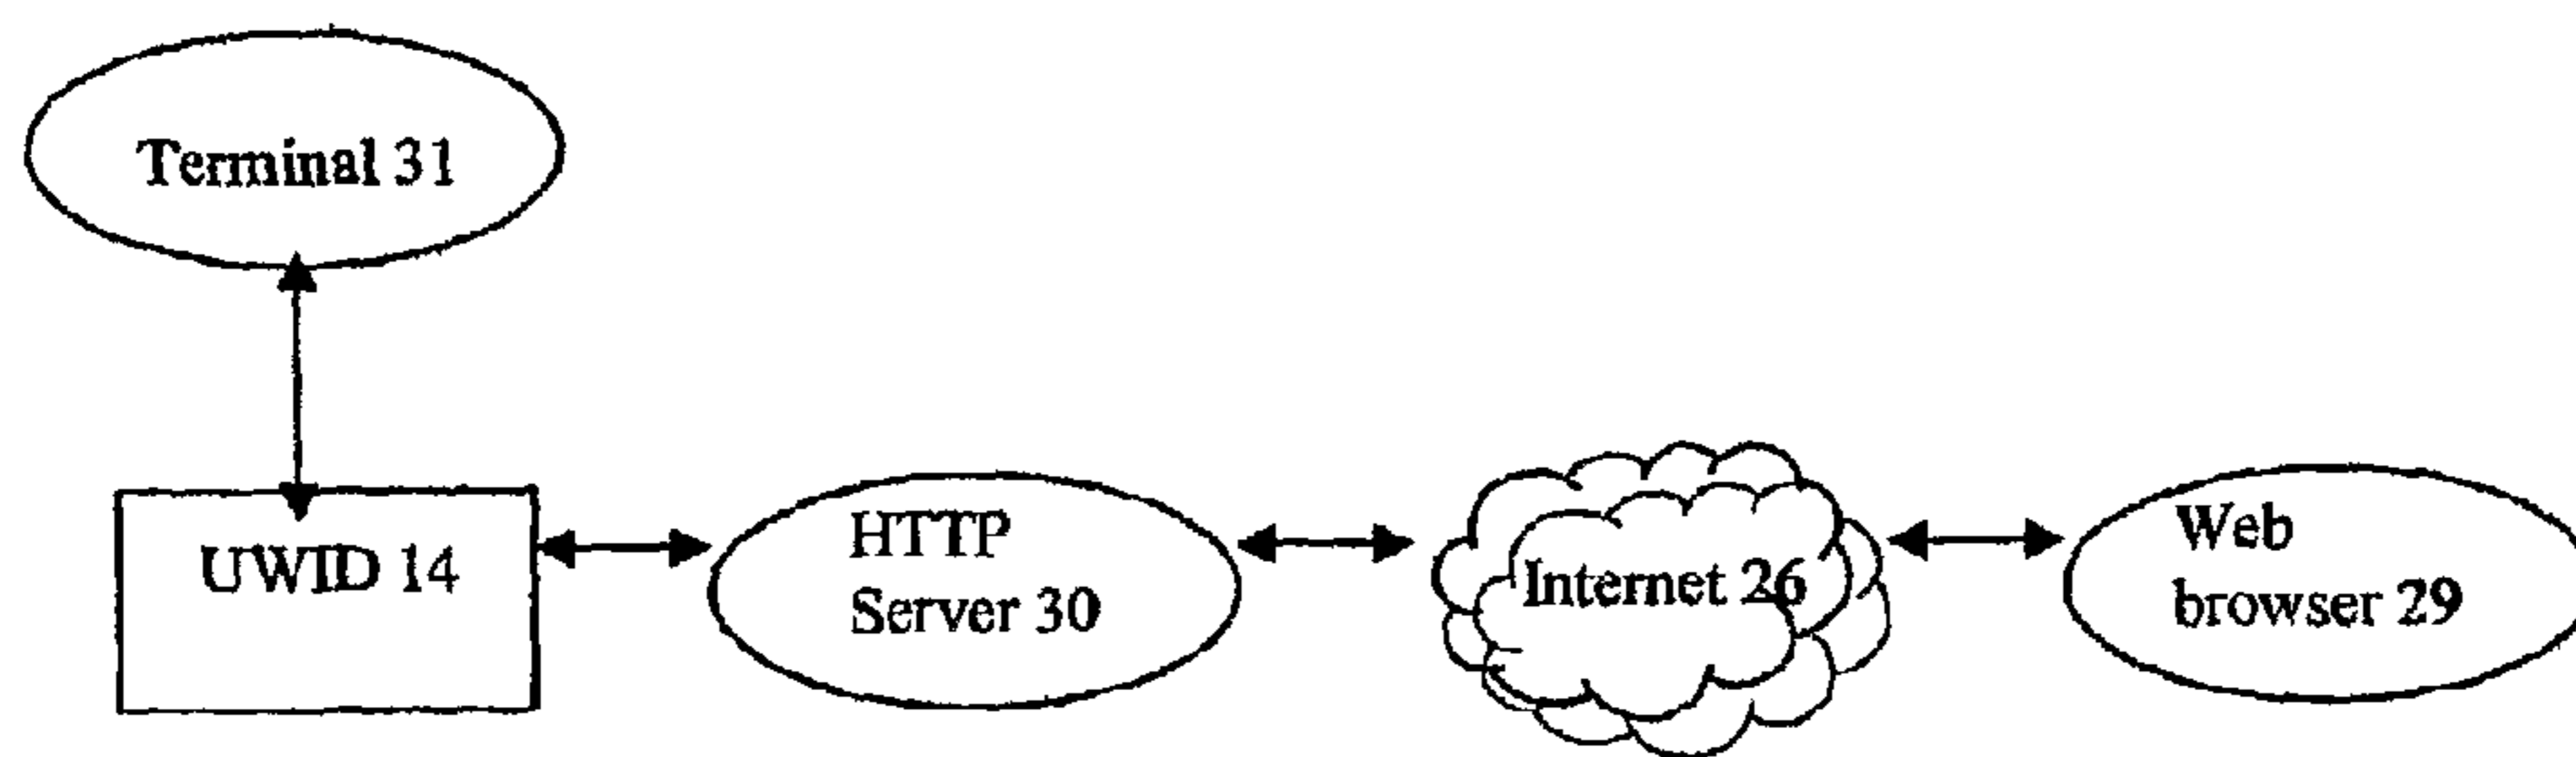 Terminal 31
UWID 14
HTTP
Server 30
Internet 26
Web
browser 29